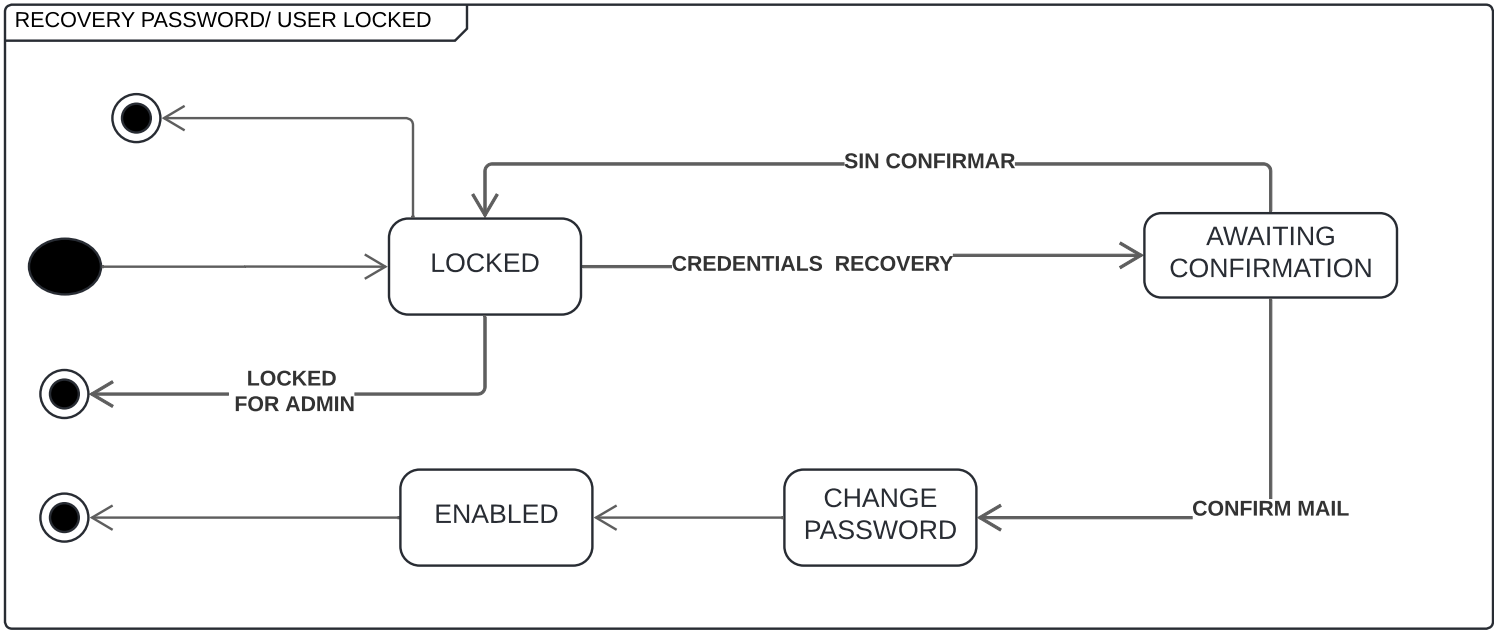 RECOVERY PASSWORD/ USER LOCKED
SIN CONFIRMAR
LOCKED
CREDENTIALS  RECOVERY
AWAITING
CONFIRMATION
LOCKED
FOR ADMIN
ENABLED
CHANGE
PASSWORD
CONFIRM MAIL